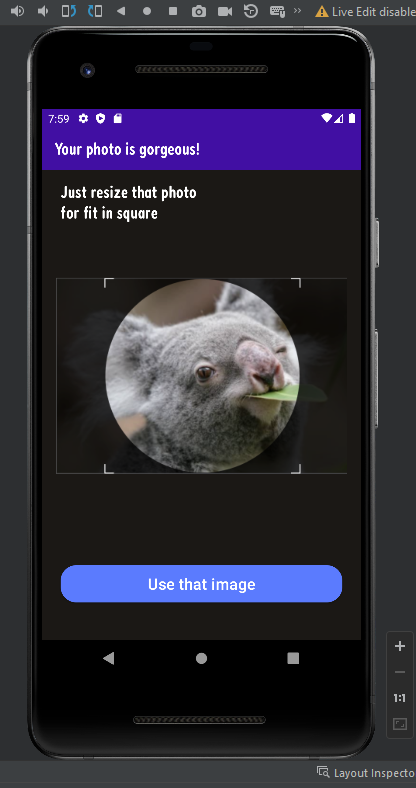 Live Edit disable
7:59
Your photo is gorgeous!
Just resize that photo
for fit in square
Use that image
1:1
Layout Inspecto